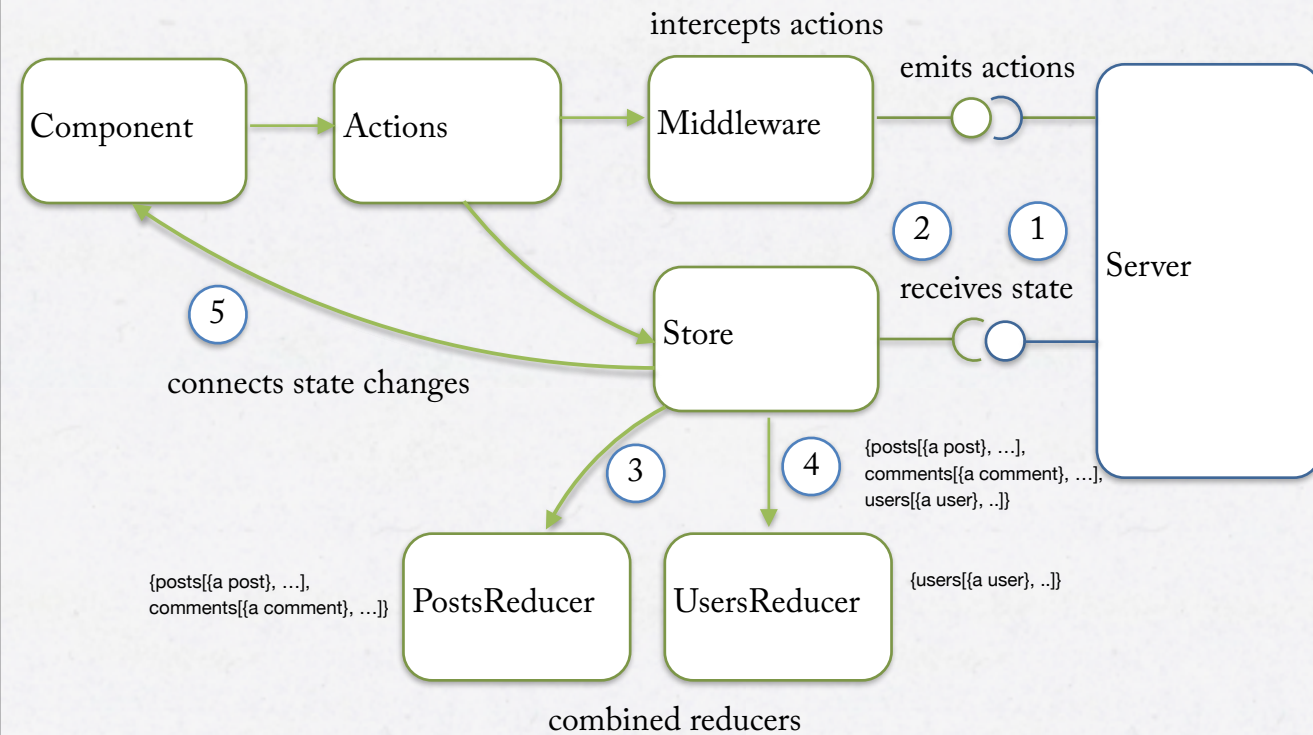 intercepts actions
emits actions
Component
Actions
Middleware
2
1
Server
receives state
5
Store
connects state changes
3
4
{posts[{a post}, …],
comments[{a comment}, …],
users[{a user}, ..]}
{posts[{a post}, …],
comments[{a comment}, …]}
PostsReducer
UsersReducer
{users[{a user}, ..]}
combined reducers